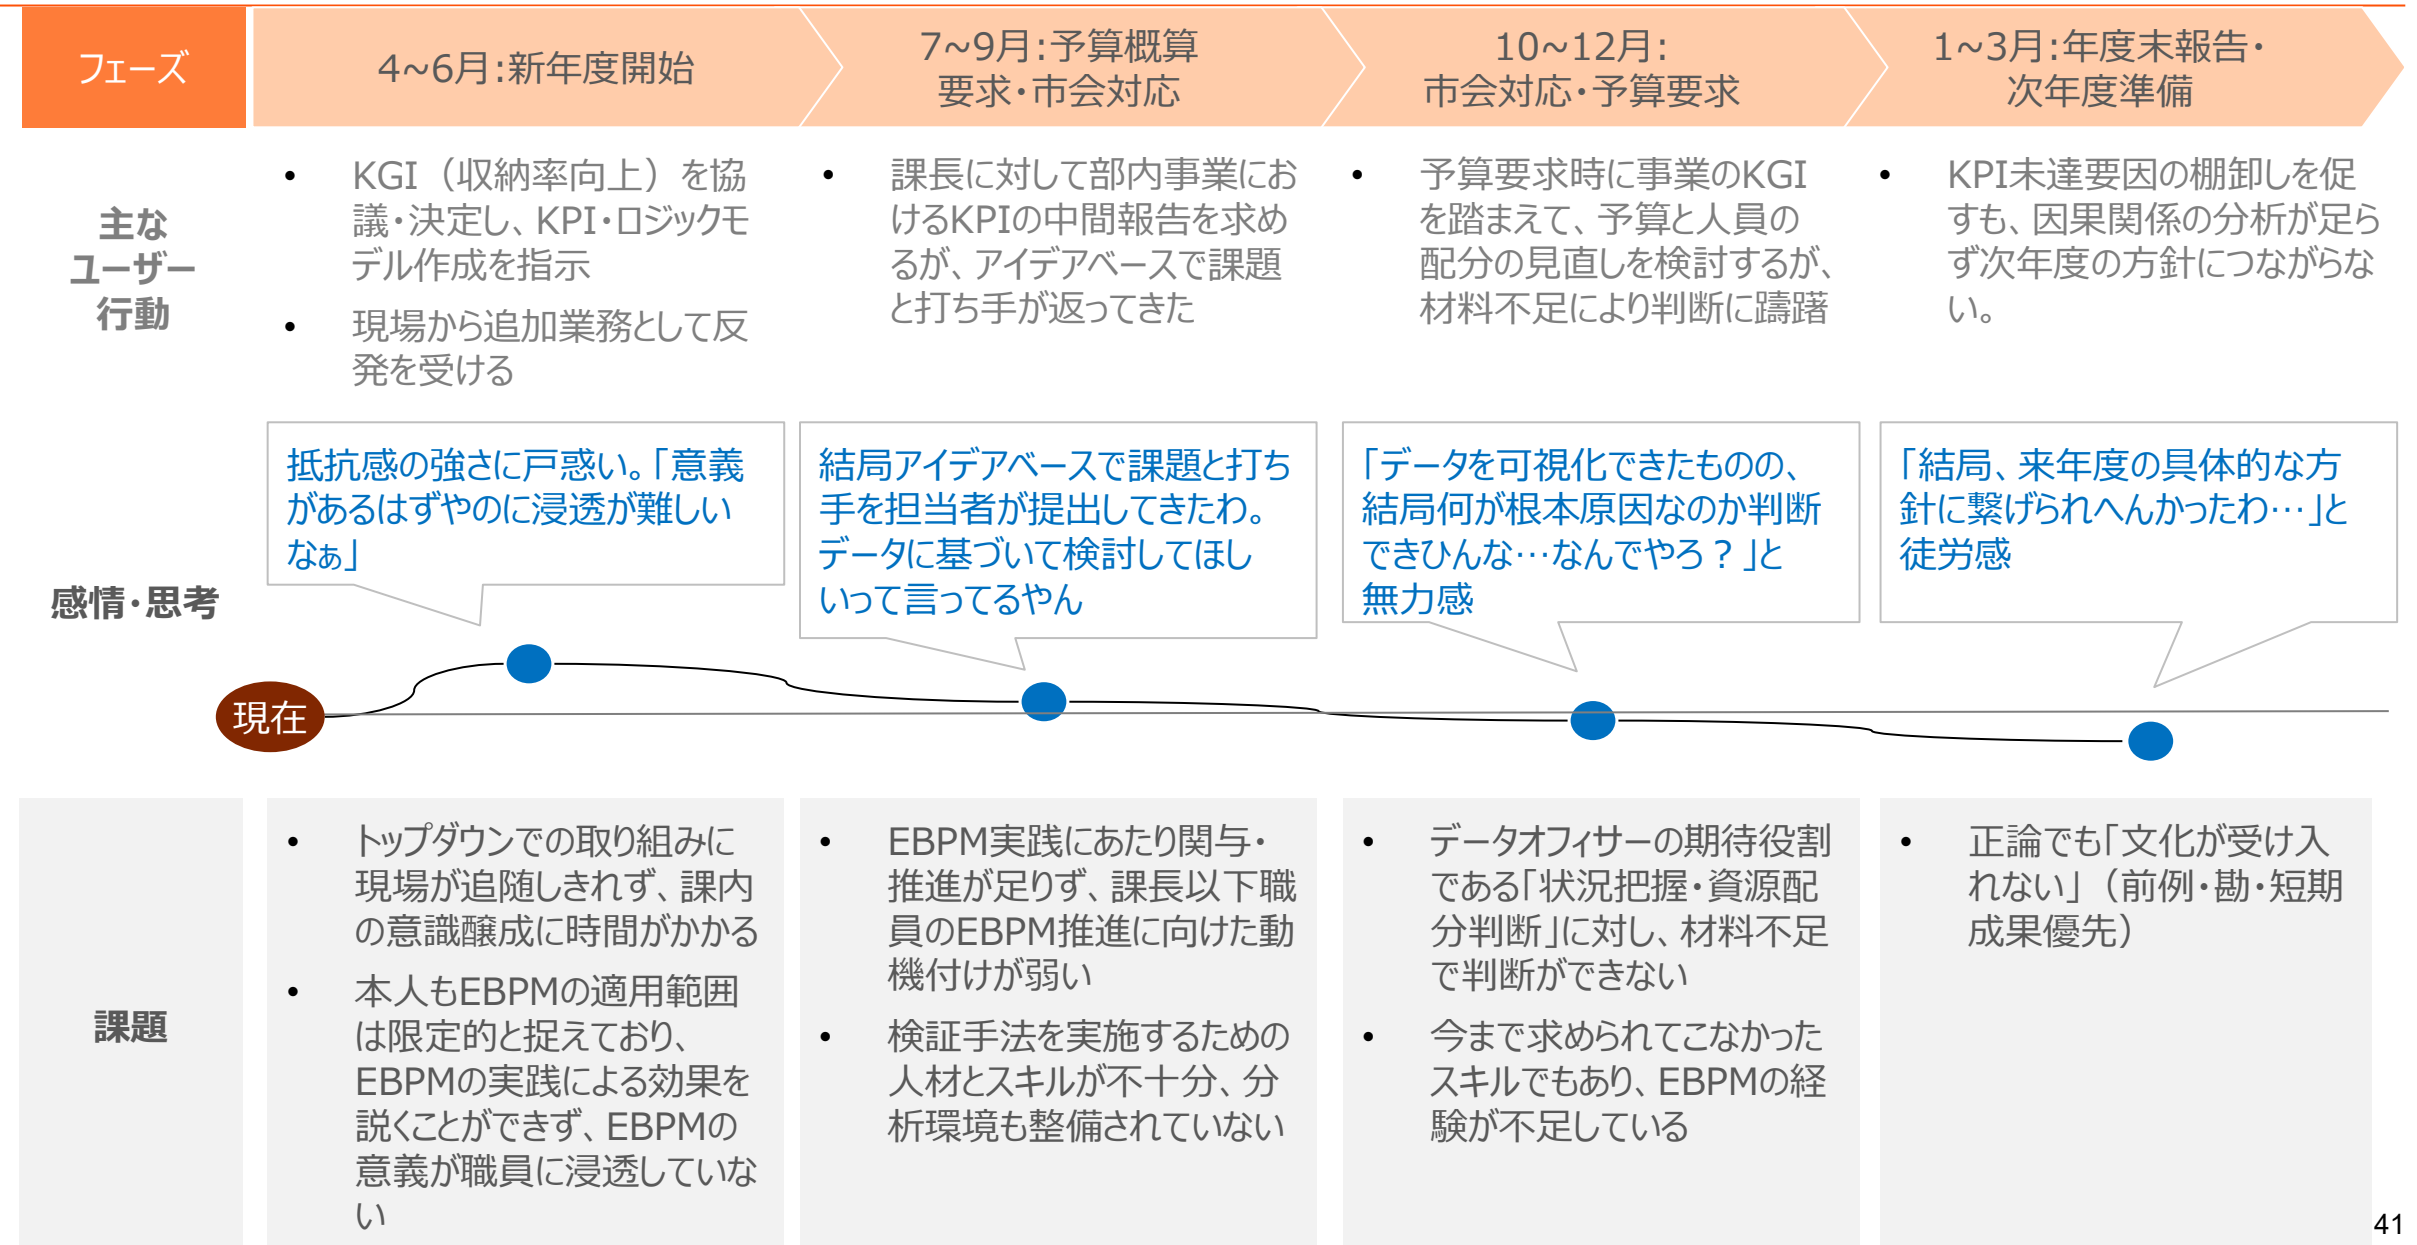 フェーズ
4~6月:新年度開始
7~9月:予算概算
要求・市会対応
10~12月:
市会対応・予算要求
1~3月:年度末報告・
次年度準備
主な
ユーザー
行動
• KGI（収納率向上）を協
議・決定し、KPI・ロジックモ
デル作成を指示
• 現場から追加業務として反
発を受ける
• 課長に対して部内事業にお
けるKPIの中間報告を求め
るが、アイデアベースで課題
と打ち手が返ってきた
• 予算要求時に事業のKGI
を踏まえて、予算と人員の
配分の見直しを検討するが、
材料不足により判断に躊躇
• KPI未達要因の棚卸しを促
すも、因果関係の分析が足ら
ず次年度の方針につながらな
い。
感情・思考
抵抗感の強さに戸惑い。「意義
があるはずやのに浸透が難しい
なぁ」
結局アイデアベースで課題と打ち
手を担当者が提出してきたわ。
データに基づいて検討してほし
いって言ってるやん
「データを可視化できたものの、
結局何が根本原因なのか判断
できひんな…なんでやろ？」と
無力感
「結局、来年度の具体的な方
針に繋げられへんかったわ…」と
徒労感
現在
課題
• トップダウンでの取り組みに
現場が追随しきれず、課内
の意識醸成に時間がかかる
• 本人もEBPMの適用範囲
は限定的と捉えており、
EBPMの実践による効果を
説くことができず、EBPMの
意義が職員に浸透していな
い
• EBPM実践にあたり関与・
推進が足りず、課長以下職
員のEBPM推進に向けた動
機付けが弱い
• 検証手法を実施するための
人材とスキルが不十分、分
析環境も整備されていない
• データオフィサーの期待役割
である「状況把握・資源配
分判断」に対し、材料不足
で判断ができない
• 今まで求められてこなかった
スキルでもあり、EBPMの経
験が不足している
• 正論でも「文化が受け入
れない」（前例・勘・短期
成果優先）
41